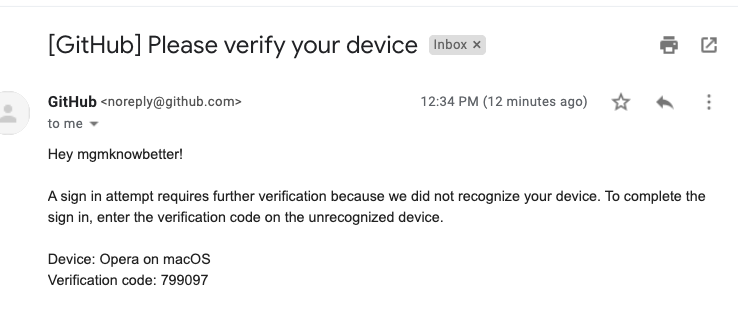 [GitHub] Please verify your device Inbox ×
GitHub <noreply@github.com> 12:34 PM (12 minutes ago)
to me
Hey mgmknowbetter!
A sign in attempt requires further verification because we did not recognize your device. To complete the
sign in, enter the verification code on the unrecognized device.
Device: Opera on macOS
Verification code: 799097